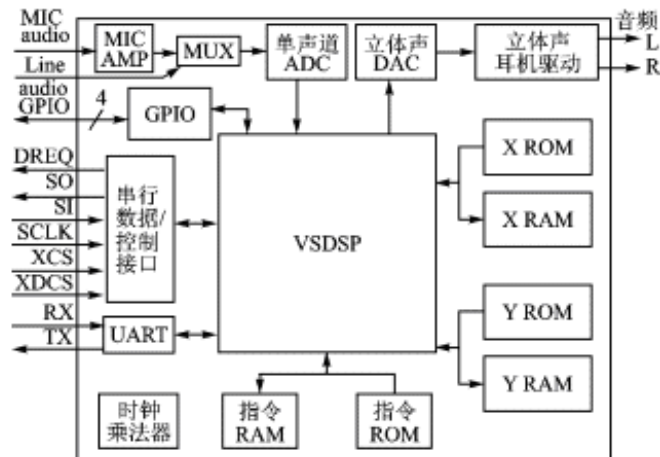 MIC
audio
Line
audio
GPIO
4
DREQ
SO
SI
SCLK
XCS
XDCS
RX
TX
MIC
AMP
MUX
单声道
ADC
立体声
DAC
立体声
耳机驱动
音频
L
R
GPIO
串行
数据/
控制
接口
UART
VSDSP
X ROM
X RAM
Y ROM
Y RAM
时钟
乘法器
指令
RAM
指令
ROM